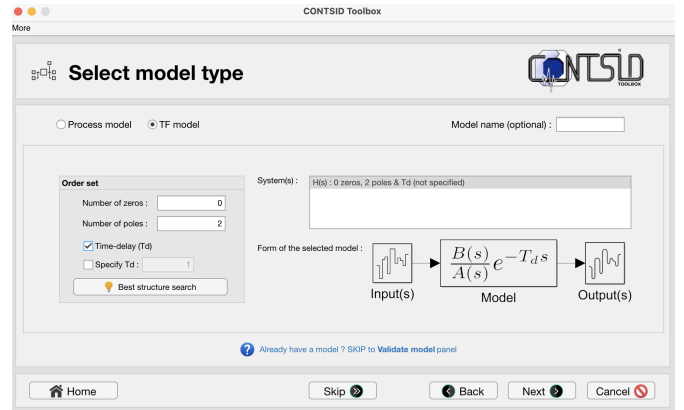 CONTSID Toolbox
More
Select model type
CONTSID
TOOLBOX
Process model
TF model
Model name (optional) :
Order set
Number of zeros : 0
Number of poles : 2
Time-delay (Td)
Specify Td : 1
Best structure search
System(s) :
H(s) : 0 zeros, 2 poles & Td (not specified)
Form of the selected model :
B(s)
A(s)
e^{-T_d s}
Input(s)
Model
Output(s)
Already have a model ? SKIP to Validate model panel
Home
Skip
Back
Next
Cancel